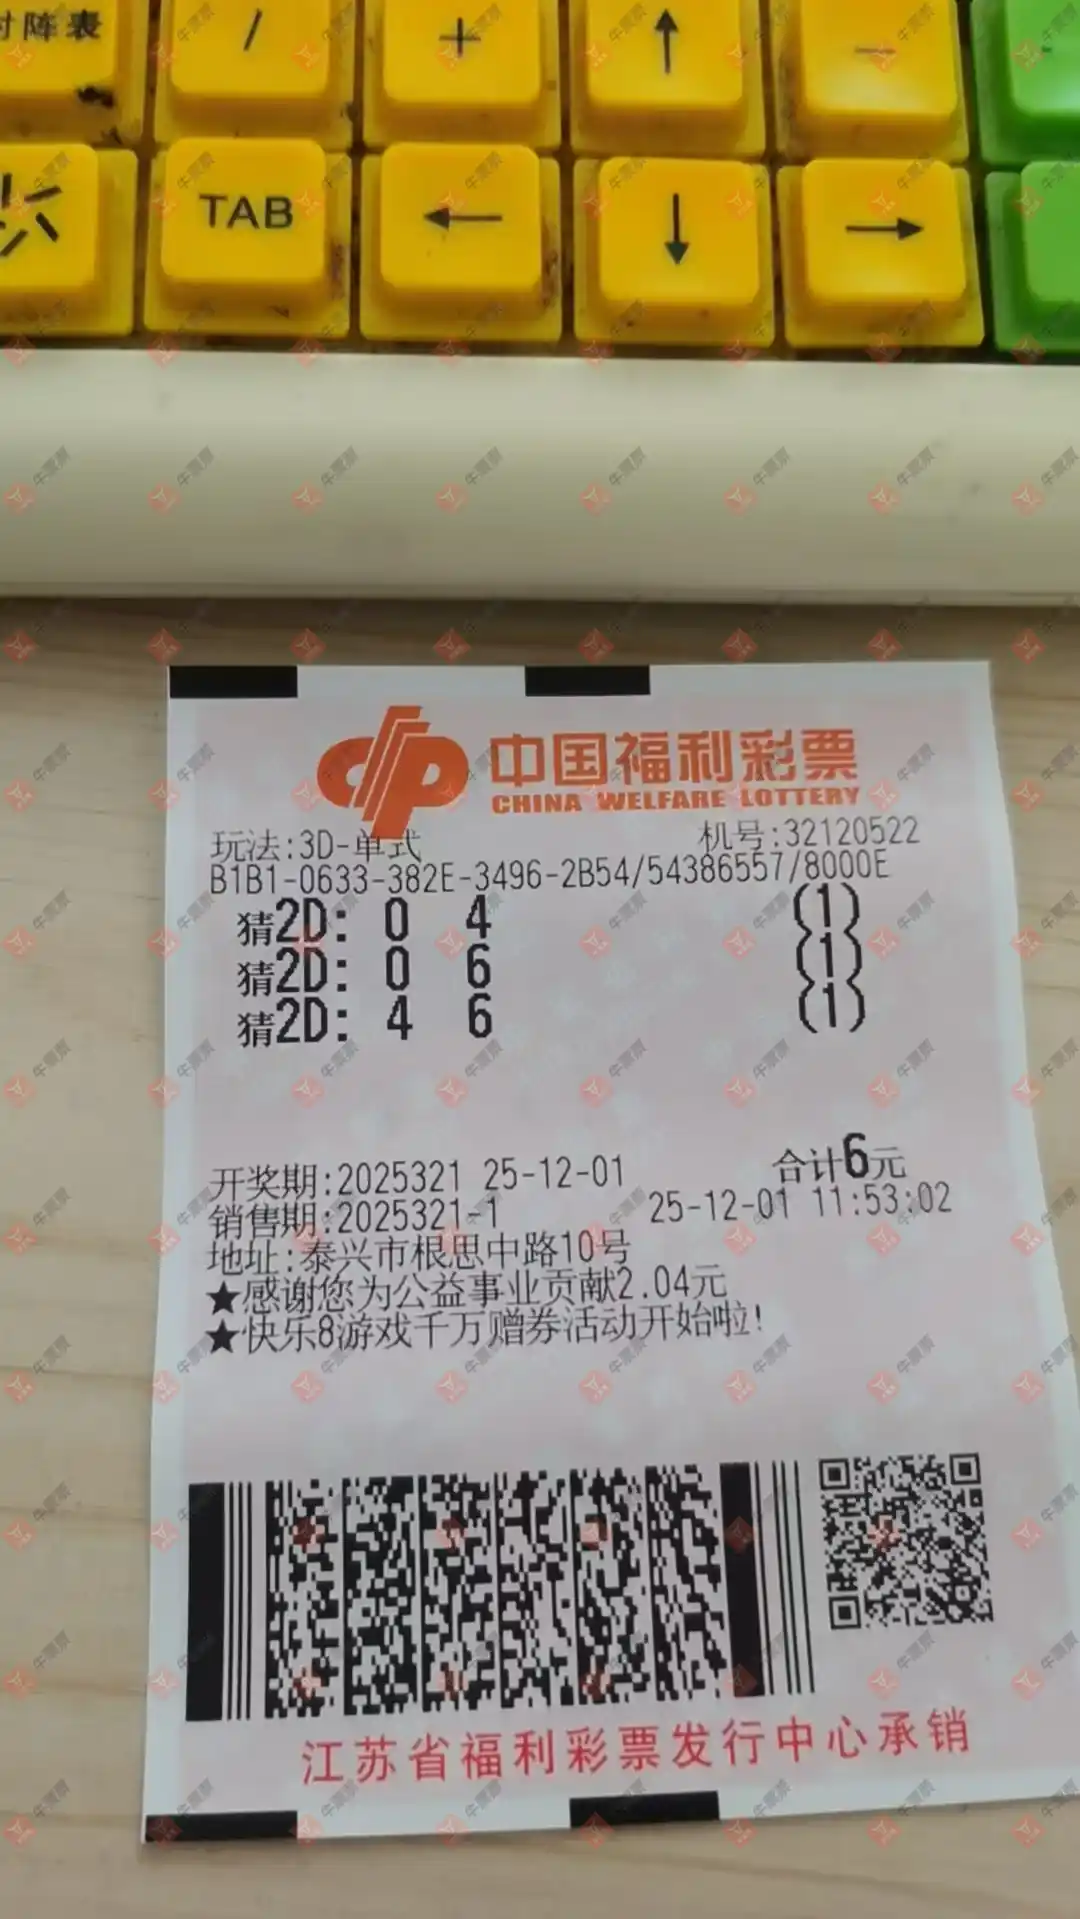 对阵表 / + ↑ —
TAB ← ↓ →
中国福利彩票
CHINA WELFARE LOTTERY
玩法:3D-单式 机号:32120522
B1B1-0633-382E-3496-2B54/54386557/8000E
猜2D: 0 4 (1)
猜2D: 0 6 (1)
猜2D: 4 6 (1)
开奖期:2025321 25-12-01 合计6元
销售期:2025321-1 25-12-01 11:53:02
地址:泰兴市根思中路10号
★感谢您为公益事业贡献2.04元
★快乐8游戏千万赠券活动开始啦!
江苏省福利彩票发行中心承销
牛票票